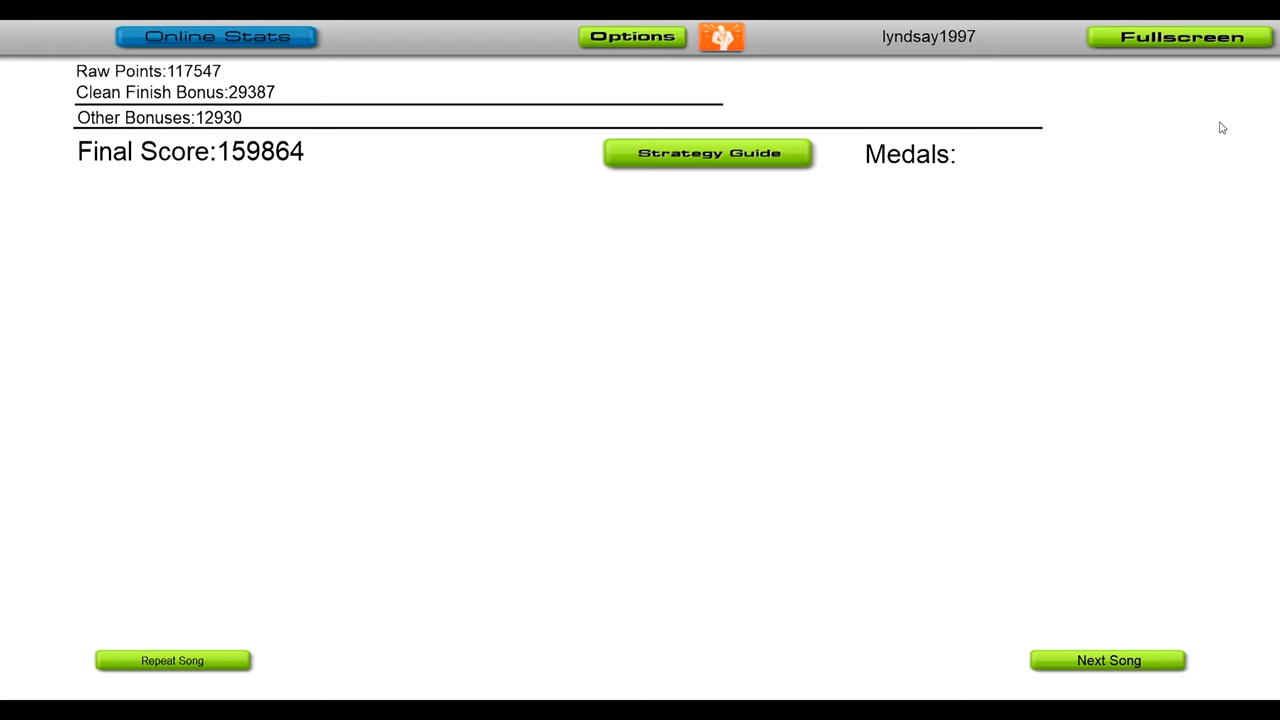 Online Stats
Options
lyndsay1997
Fullscreen
Raw Points:117547
Clean Finish Bonus:29387
Other Bonuses:12930
Final Score:159864
Strategy Guide
Medals:
Repeat Song
Next Song